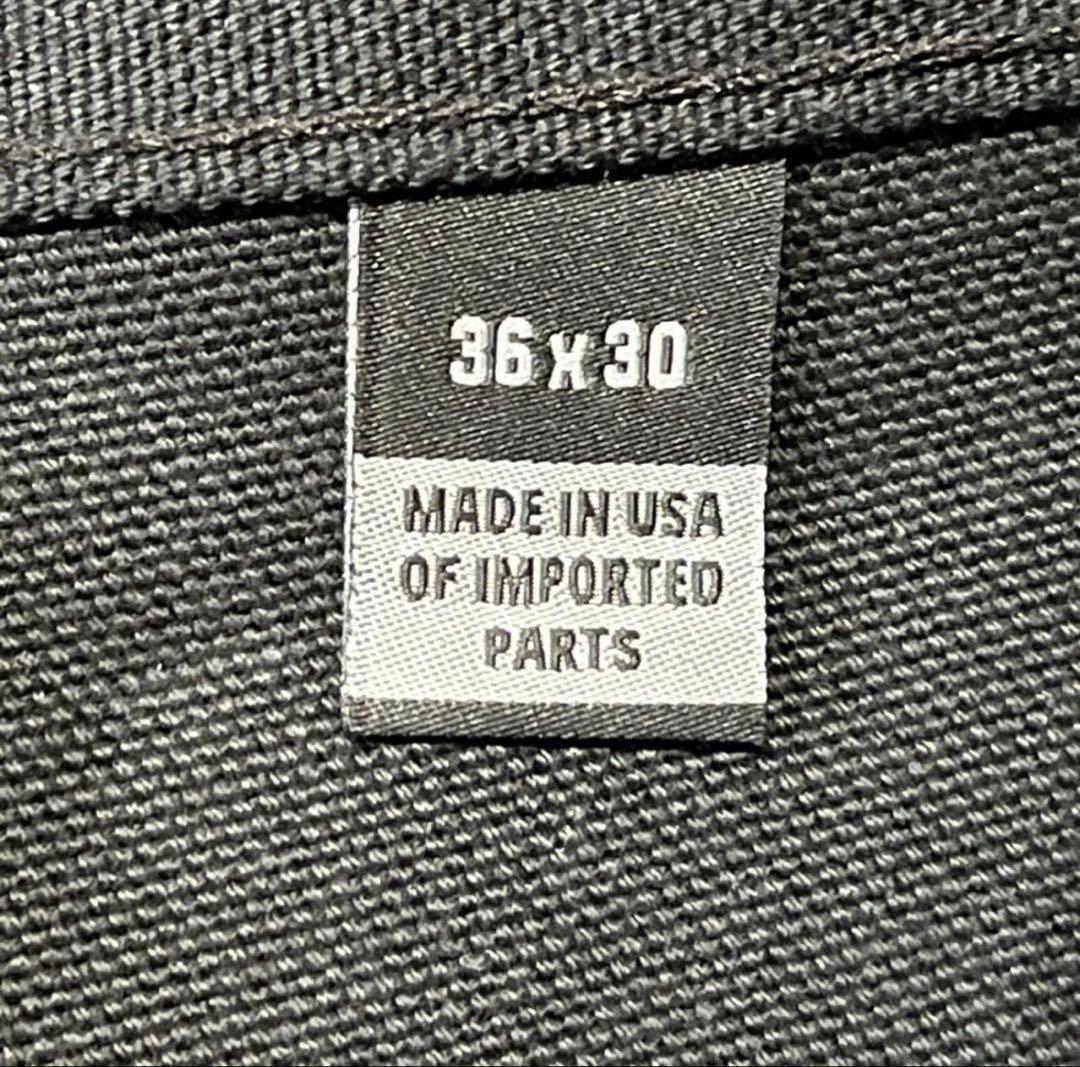 36 x 30
MADE IN USA
OF IMPORTED
PARTS